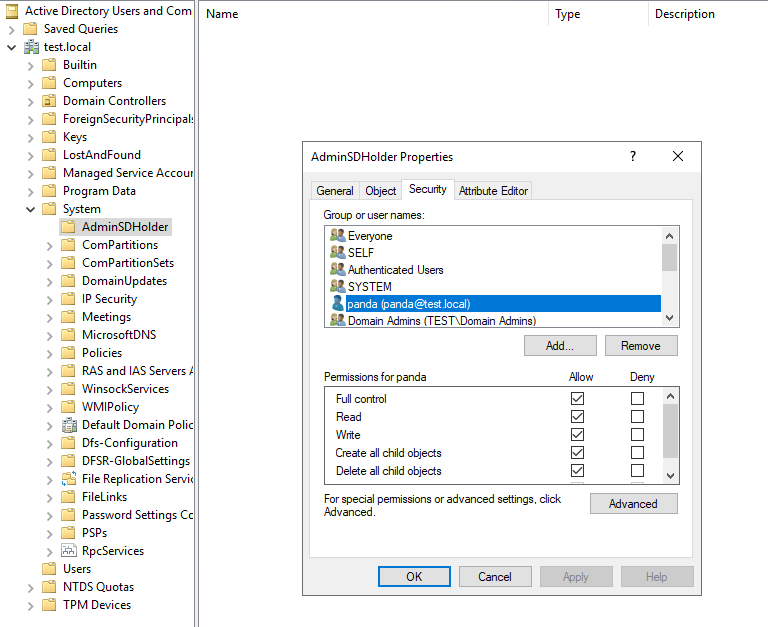 Active Directory Users and Com
Saved Queries
test.local
Builtin
Computers
Domain Controllers
ForeignSecurityPrincipals
Keys
LostAndFound
Managed Service Accour
Program Data
System
AdminSDHolder
ComPartitions
ComPartitionSets
DomainUpdates
IP Security
Meetings
MicrosoftDNS
Policies
RAS and IAS Servers A
WinsockServices
WMIPolicy
Default Domain Polic
Dfs-Configuration
DFSR-GlobalSettings
File Replication Servic
FileLinks
Password Settings Co
PSPs
RpcServices
Users
NTDS Quotas
TPM Devices
Name Type Description
AdminSDHolder Properties ?
General Object Security Attribute Editor
Group or user names:
Everyone
SELF
Authenticated Users
SYSTEM
panda (panda@test.local)
Domain Admins (TEST\Domain Admins)
Add... Remove
Permissions for panda Allow Deny
Full control
Read
Write
Create all child objects
Delete all child objects
For special permissions or advanced settings, click
Advanced.
Advanced
OK Cancel Apply Help